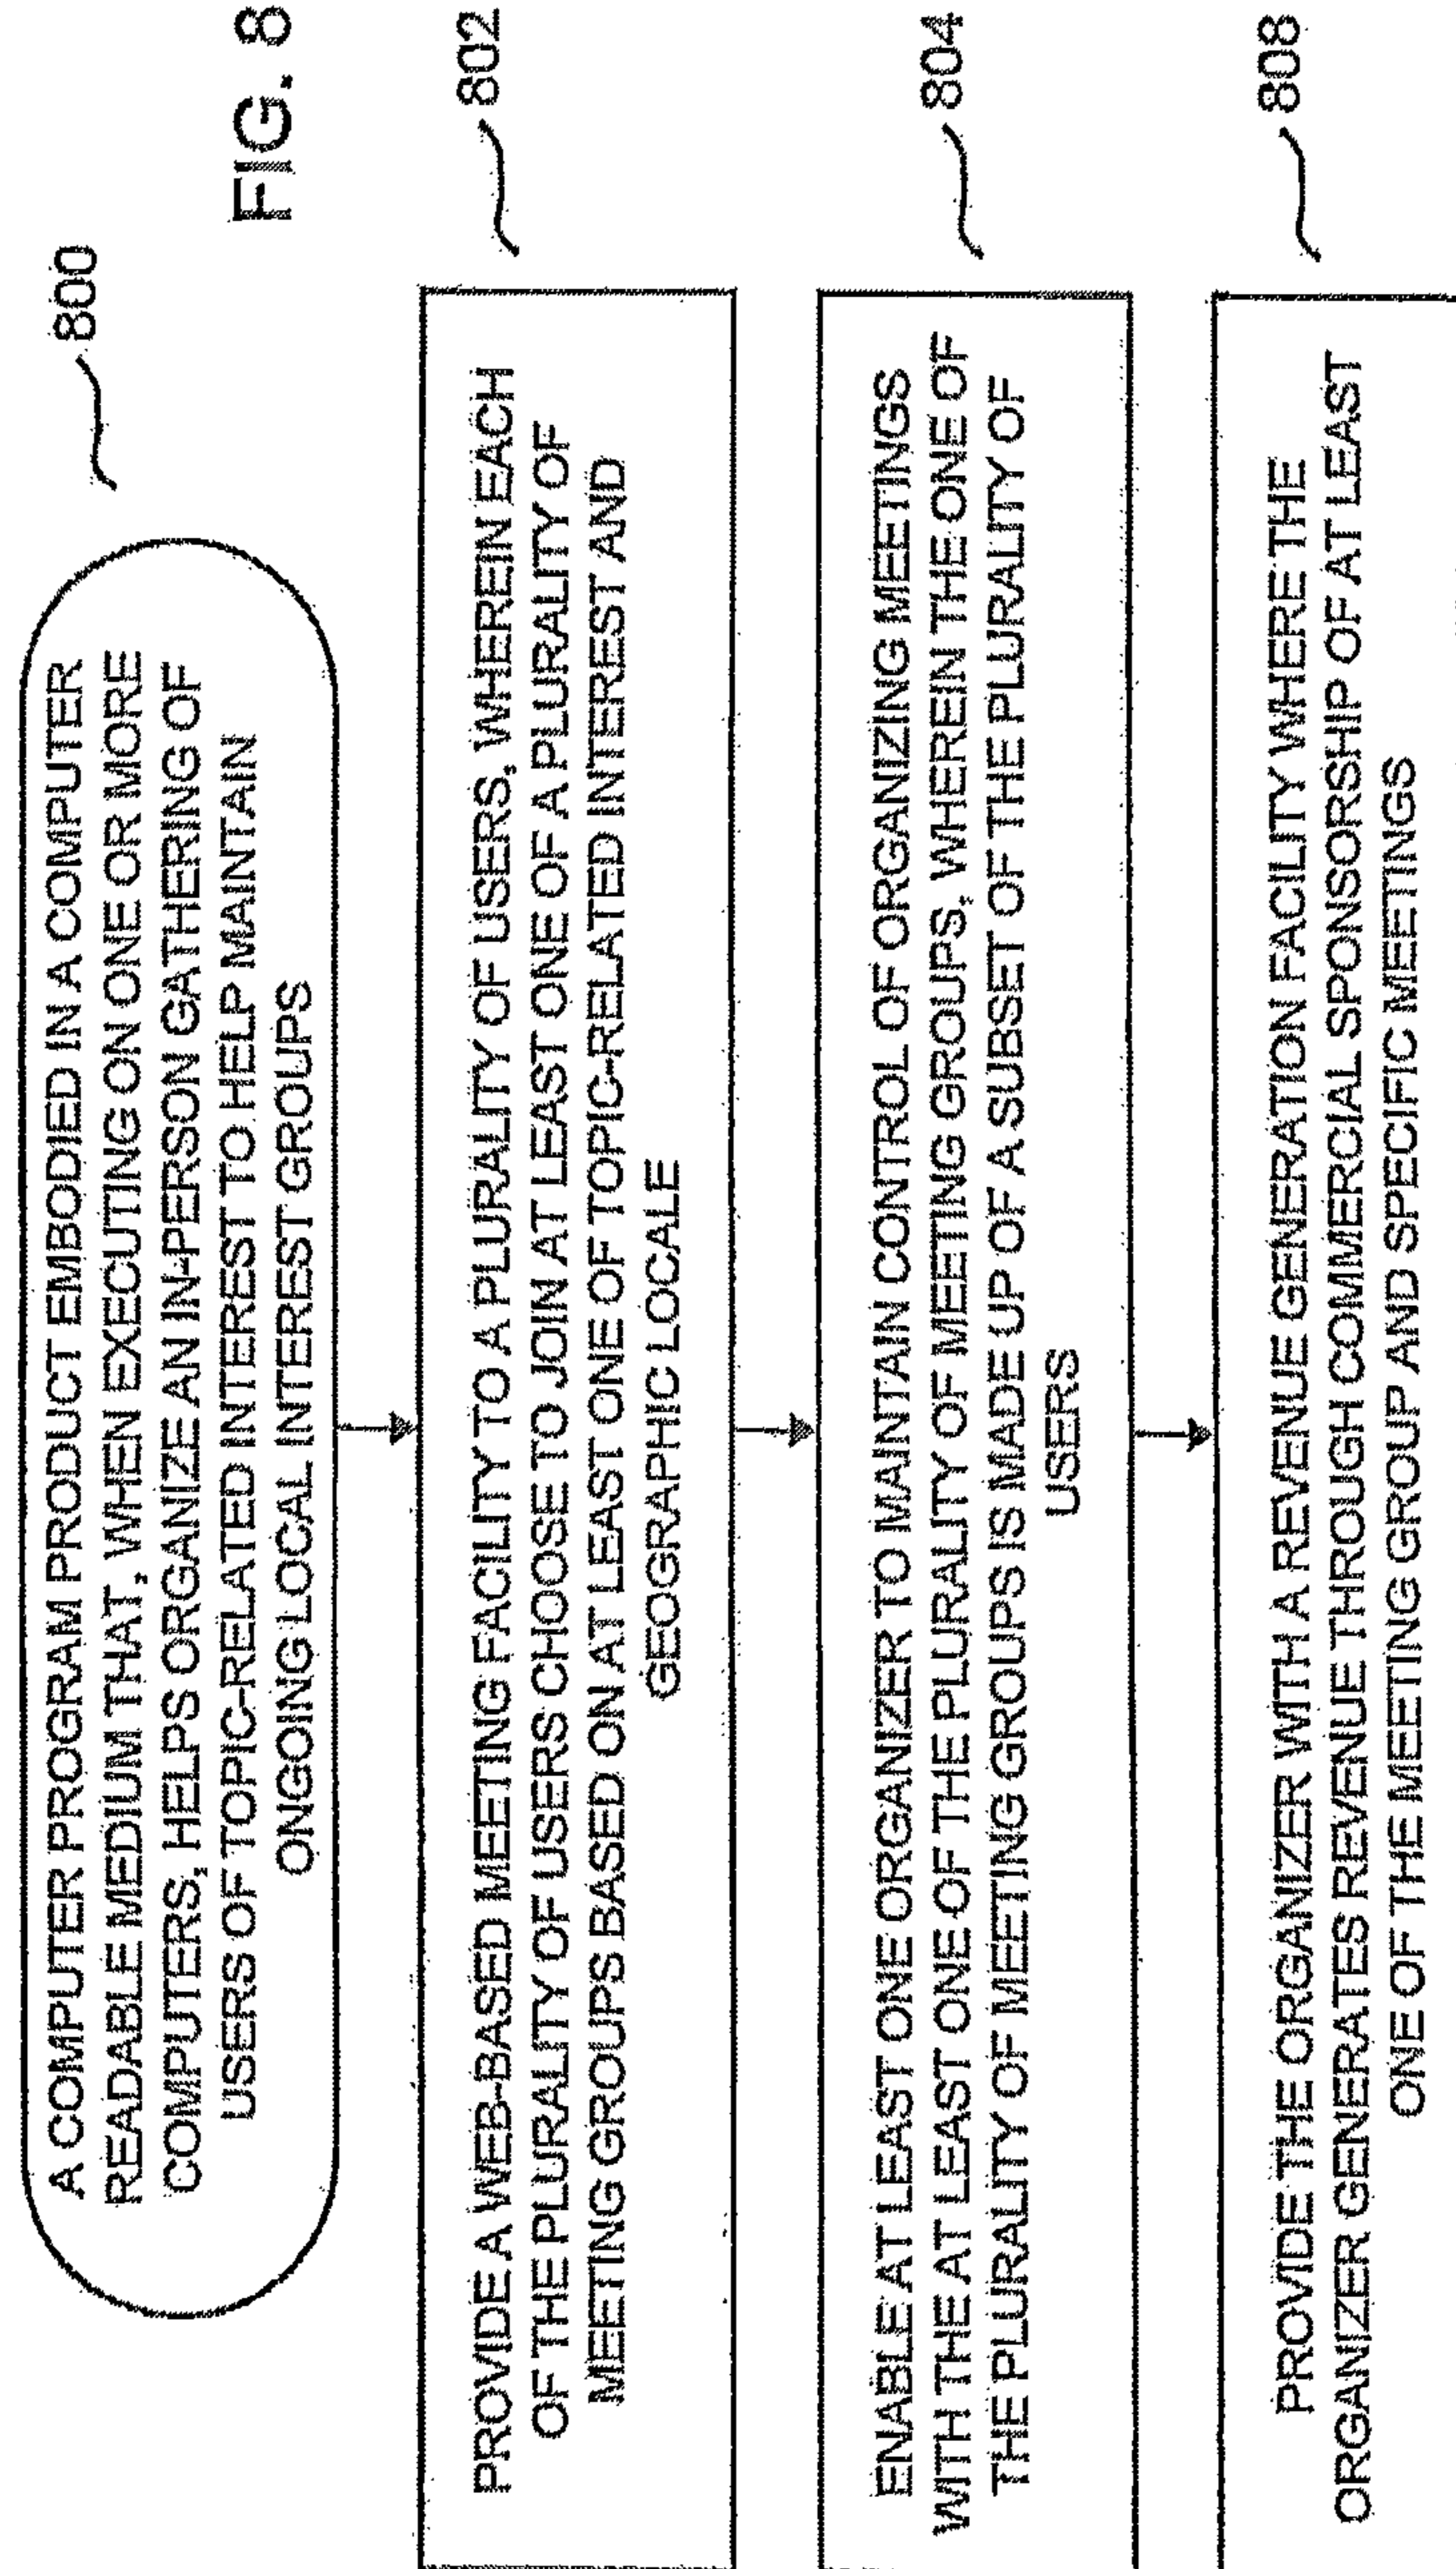 800
A COMPUTER PROGRAM PRODUCT EMBODIED IN A COMPUTER
READABLE MEDIUM THAT, WHEN EXECUTING ON ONE OR MORE
COMPUTERS, HELPS ORGANIZE AN IN-PERSON GATHERING OF
USERS OF TOPIC-RELATED INTEREST TO HELP MAINTAIN
ONGOING LOCAL INTEREST GROUPS
FIG. 8
802
PROVIDE A WEB-BASED MEETING FACILITY TO A PLURALITY OF USERS, WHEREIN EACH
OF THE PLURALITY OF USERS CHOOSE TO JOIN AT LEAST ONE OF A PLURALITY OF
MEETING GROUPS BASED ON AT LEAST ONE OF TOPIC-RELATED INTEREST AND
GEOGRAPHIC LOCALE
804
ENABLE AT LEAST ONE ORGANIZER TO MAINTAIN CONTROL OF ORGANIZING MEETINGS
WITH THE AT LEAST ONE OF THE PLURALITY OF MEETING GROUPS, WHEREIN THE ONE OF
THE PLURALITY OF MEETING GROUPS IS MADE UP OF A SUBSET OF THE PLURALITY OF
USERS
808
PROVIDE THE ORGANIZER WITH A REVENUE GENERATION FACILITY WHERE THE
ORGANIZER GENERATES REVENUE THROUGH COMMERCIAL SPONSORSHIP OF AT LEAST
ONE OF THE MEETING GROUP AND SPECIFIC MEETINGS